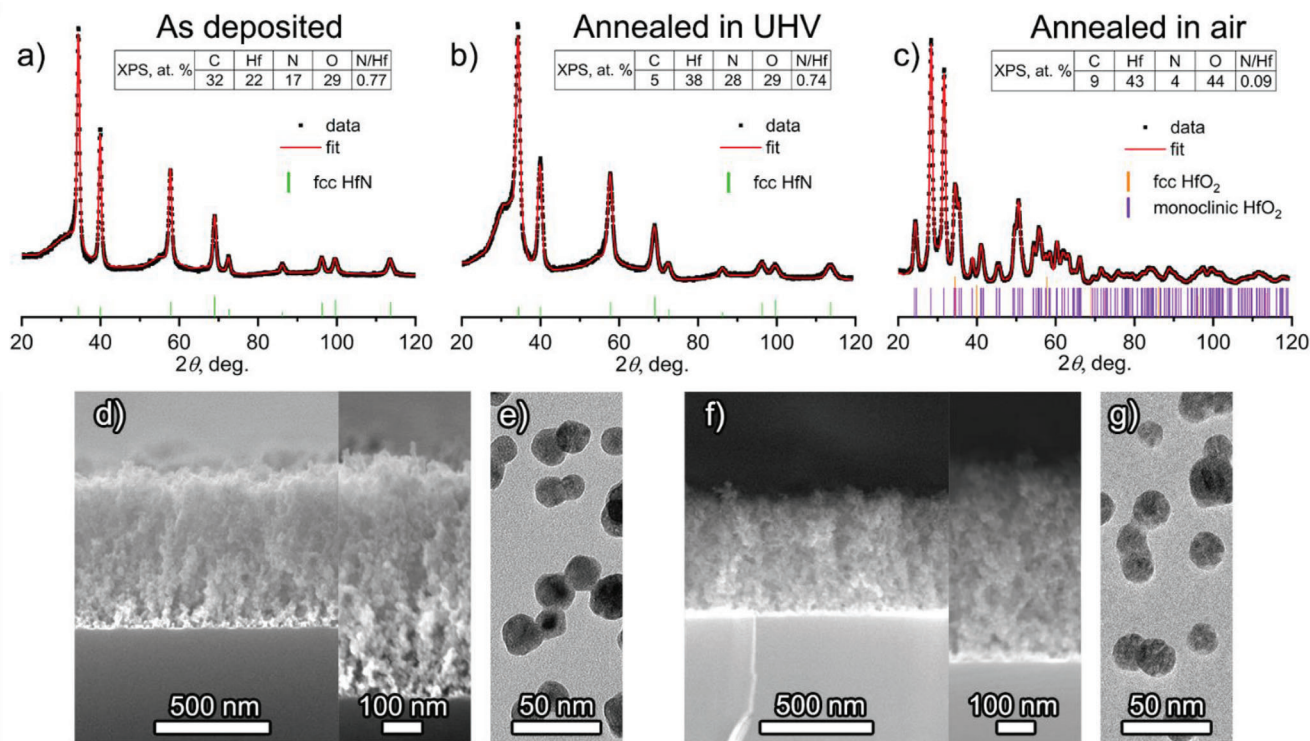 As deposited
a)
C Hf N O N/Hf
XPS, at. %
32 22 17 29 0.77
data
fit
fcc HfN
20 40 60 80 100 120
2θ, deg.
Annealed in UHV
b)
C Hf N O N/Hf
XPS, at. %
5 38 28 29 0.74
data
fit
fcc HfN
20 40 60 80 100 120
2θ, deg.
Annealed in air
c)
C Hf N O N/Hf
XPS, at. %
9 43 4 44 0.09
data
fit
fcc HfO₂
monoclinic HfO₂
20 40 60 80 100 120
2θ, deg.
d)
500 nm
100 nm
e)
50 nm
f)
500 nm
100 nm
g)
50 nm